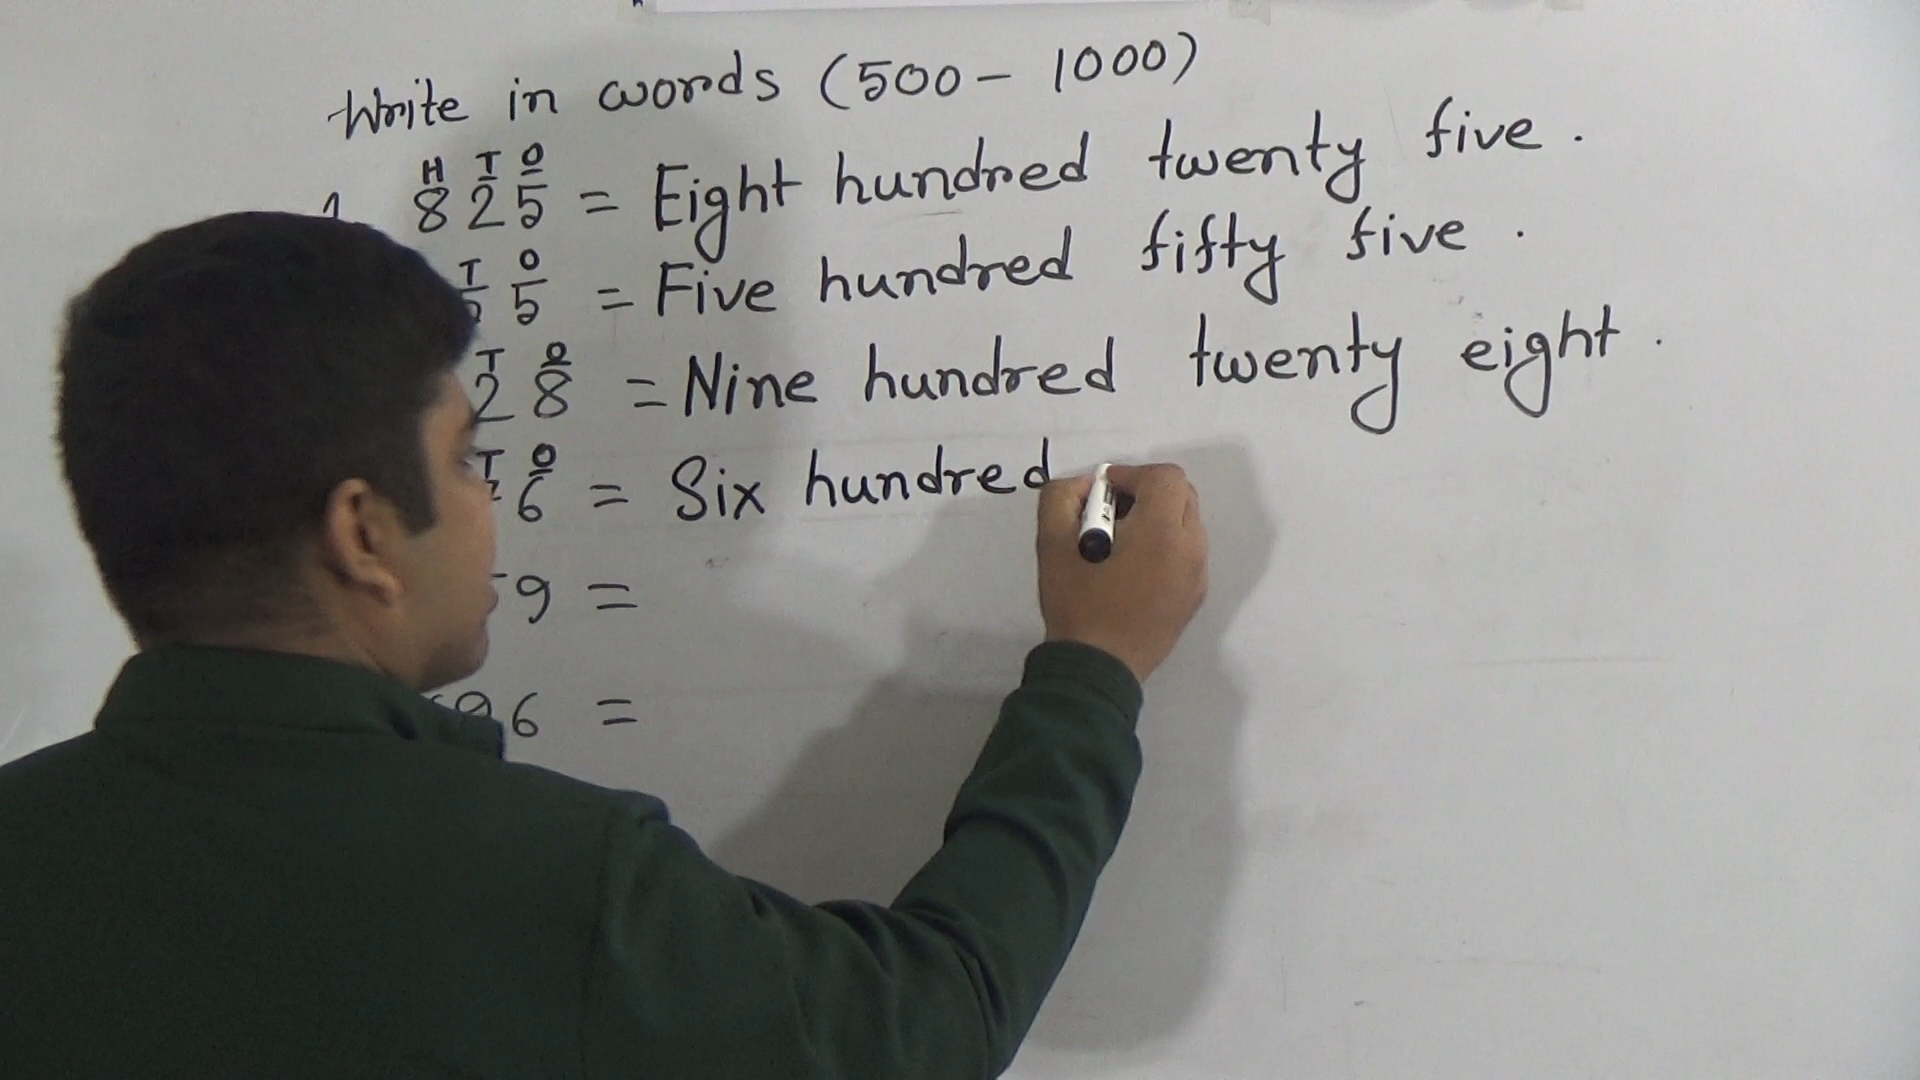 Write in words (500 - 1000)
H T O
825 = Eight hundred twenty five.
T O
5 = Five hundred fifty five.
T O
28 = Nine hundred twenty eight.
T O
6 = Six hundred
9 =
96 =